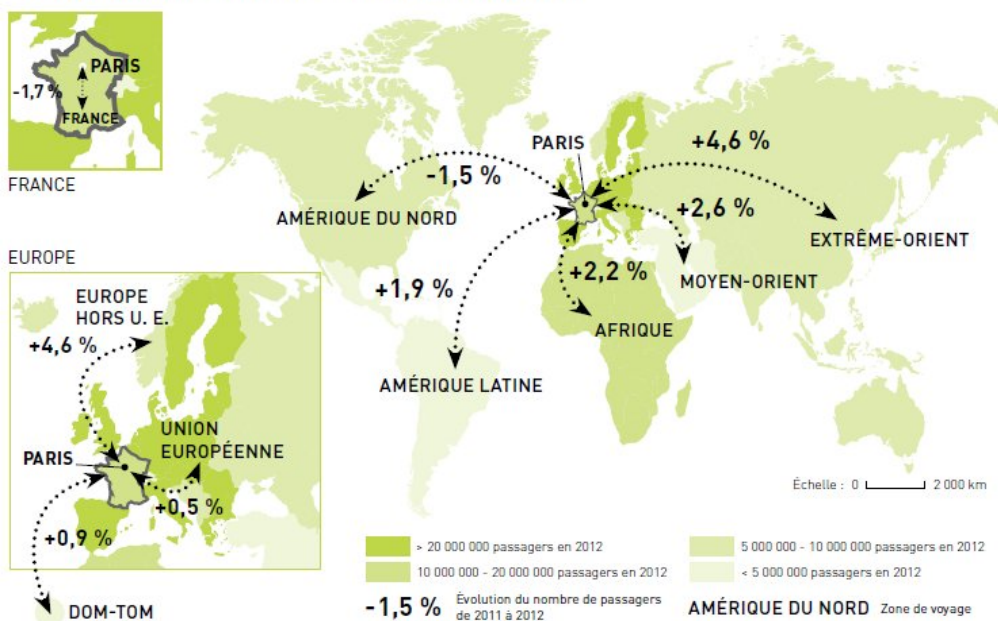 PARIS
-1,7 %
FRANCE
FRANCE
PARIS
+4,6 %
-1,5 %
AMÉRIQUE DU NORD
+2,6 %
EXTRÊME-ORIENT
+2,2 %
MOYEN-ORIENT
+1,9 %
AFRIQUE
AMÉRIQUE LATINE
EUROPE
EUROPE
HORS U. E.
+4,6 %
UNION
EUROPÉENNE
PARIS
+0,5 %
+0,9 %
DOM-TOM
Échelle : 0 2 000 km
> 20 000 000 passagers en 2012
10 000 000 - 20 000 000 passagers en 2012
5 000 000 - 10 000 000 passagers en 2012
< 5 000 000 passagers en 2012
-1,5 % Évolution du nombre de passagers
de 2011 à 2012
AMÉRIQUE DU NORD Zone de voyage